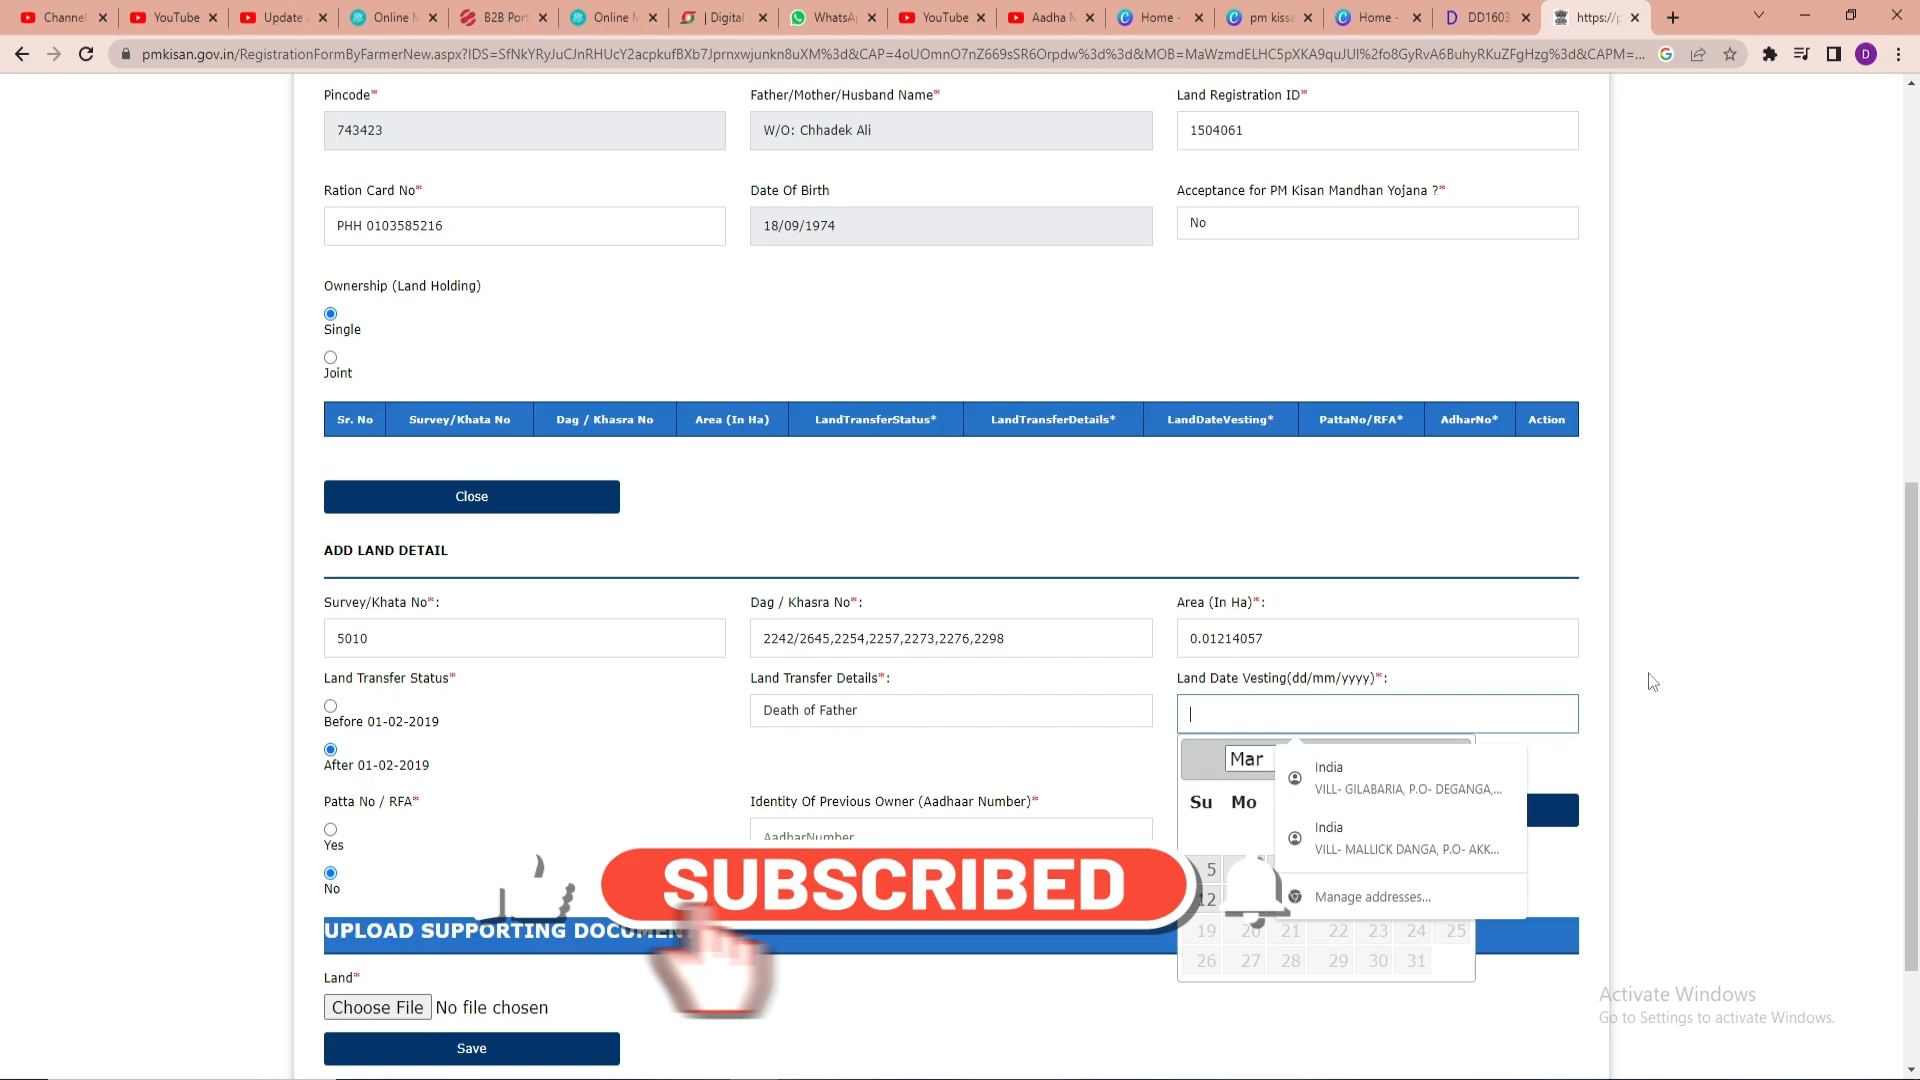 Channel
YouTube
YouTube
Update
Online
B2B Por
Online
| Digital
WhatsA
YouTube
Aadha
Home -
pm kiss
Home -
DD1603
https://p
pmkisan.gov.in/RegistrationFormByFarmerNew.aspx?IDS=SfNkYRyJuCJnRHUcY2acpkufBXb7Jprnxwjunkn8uXM%3d&CAP=4oUOmnO7nZ669sSR6Orpdw%3d%3d&MOB=MaWzmdELHC5pXKA9quJUl%2fo8GyRvA6BuhyRKuZFgHzg%3d&CAPM=...
D
Pincode* Father/Mother/Husband Name* Land Registration ID*
743423 W/O: Chhadek Ali 1504061
Ration Card No* Date Of Birth Acceptance for PM Kisan Mandhan Yojana ?*
PHH 0103585216 18/09/1974 No
Ownership (Land Holding)
Single
Joint
Sr. No Survey/Khata No Dag / Khasra No Area (In Ha) LandTransferStatus* LandTransferDetails* LandDateVesting* PattaNo/RFA* AdharNo* Action
Close
ADD LAND DETAIL
Survey/Khata No*: Dag / Khasra No*: Area (In Ha)*:
5010 2242/2645,2254,2257,2273,2276,2298 0.01214057
Land Transfer Status* Land Transfer Details*: Land Date Vesting(dd/mm/yyyy)*:
Before 01-02-2019 Death of Father
After 01-02-2019
Mar
India
VILL- GILABARIA, P.O- DEGANGA,...
Su Mo
India
VILL- MALLICK DANGA, P.O- AKK...
Manage addresses...
Patta No / RFA* Identity Of Previous Owner (Aadhaar Number)*
Yes AadharNumber
No
SUBSCRIBED
5
12
19 20 21 22 23 24 25
26 27 28 29 30 31
UPLOAD SUPPORTING DOCUMEN
Land*
Choose File No file chosen
Save
Activate Windows
Go to Settings to activate Windows.